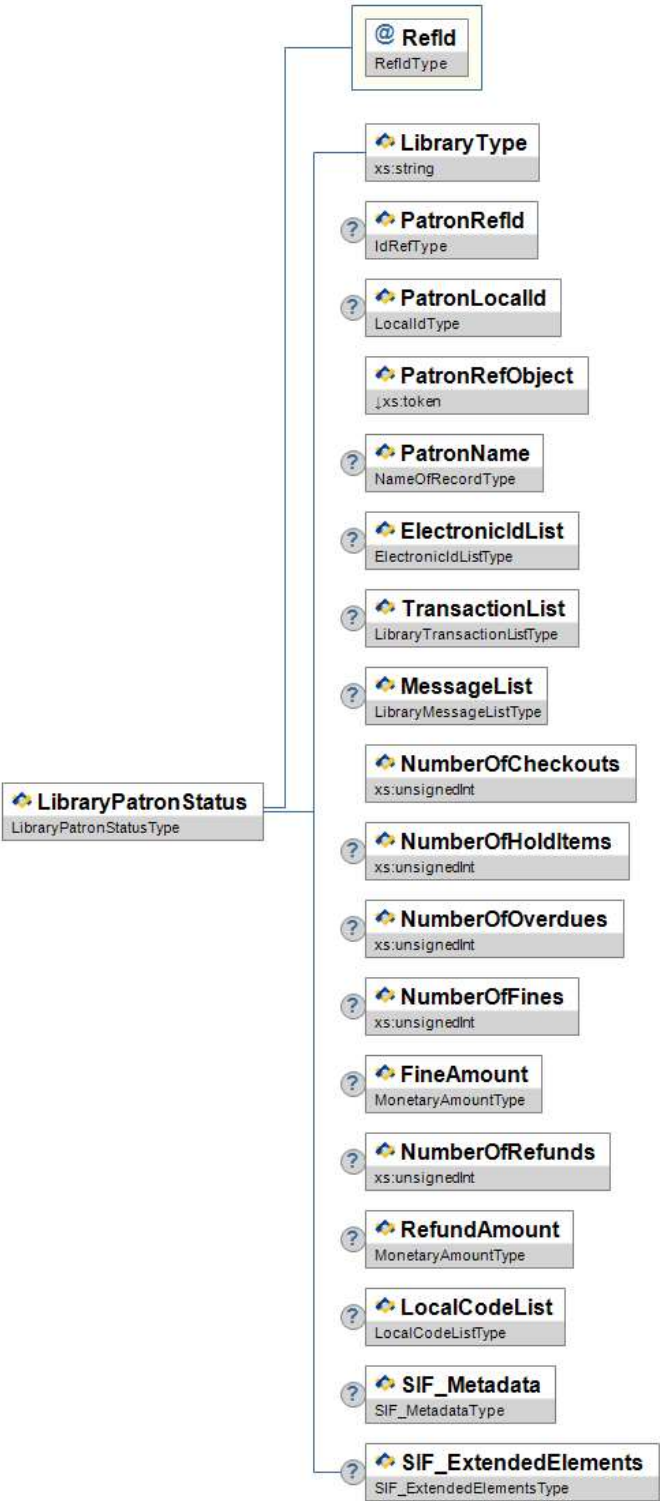 @ RefId
RefIdType
LibraryType
xs:string
? PatronRefId
IdRefType
? PatronLocalId
LocalIdType
PatronRefObject
↓xs:token
? PatronName
NameOfRecordType
? ElectronicIdList
ElectronicIdListType
? TransactionList
LibraryTransactionListType
? MessageList
LibraryMessageListType
NumberOfCheckouts
xs:unsignedInt
LibraryPatronStatus
LibraryPatronStatusType
? NumberOfHoldItems
xs:unsignedInt
? NumberOfOverdues
xs:unsignedInt
? NumberOfFines
xs:unsignedInt
? FineAmount
MonetaryAmountType
? NumberOfRefunds
xs:unsignedInt
? RefundAmount
MonetaryAmountType
? LocalCodeList
LocalCodeListType
? SIF_Metadata
SIF_MetadataType
? SIF_ExtendedElements
SIF_ExtendedElementsType